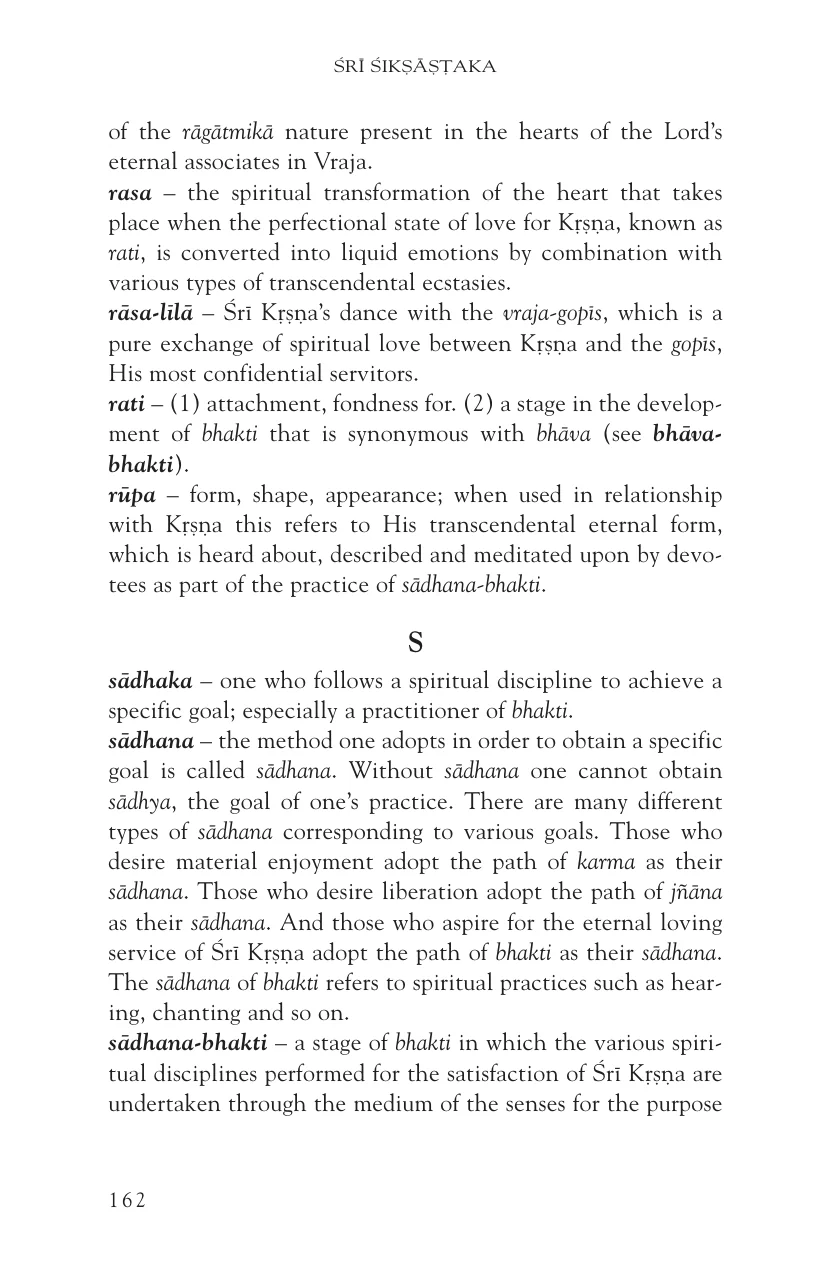 ŚRĪ ŚIKṢĀṢṬAKA
of the rāgātmikā nature present in the hearts of the Lord’s
eternal associates in Vraja.
rasa – the spiritual transformation of the heart that takes
place when the perfectional state of love for Kṛṣṇa, known as
rati, is converted into liquid emotions by combination with
various types of transcendental ecstasies.
rāsa-līlā – Śrī Kṛṣṇa’s dance with the vraja-gopīs, which is a
pure exchange of spiritual love between Kṛṣṇa and the gopīs,
His most confidential servitors.
rati – (1) attachment, fondness for. (2) a stage in the develop-
ment of bhakti that is synonymous with bhāva (see bhāva-
bhakti).
rūpa – form, shape, appearance; when used in relationship
with Kṛṣṇa this refers to His transcendental eternal form,
which is heard about, described and meditated upon by devo-
tees as part of the practice of sādhana-bhakti.
S
sādhaka – one who follows a spiritual discipline to achieve a
specific goal; especially a practitioner of bhakti.
sādhana – the method one adopts in order to obtain a specific
goal is called sādhana. Without sādhana one cannot obtain
sādhya, the goal of one’s practice. There are many different
types of sādhana corresponding to various goals. Those who
desire material enjoyment adopt the path of karma as their
sādhana. Those who desire liberation adopt the path of jñāna
as their sādhana. And those who aspire for the eternal loving
service of Śrī Kṛṣṇa adopt the path of bhakti as their sādhana.
The sādhana of bhakti refers to spiritual practices such as hear-
ing, chanting and so on.
sādhana-bhakti – a stage of bhakti in which the various spiri-
tual disciplines performed for the satisfaction of Śrī Kṛṣṇa are
undertaken through the medium of the senses for the purpose
162